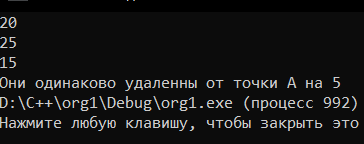 20
25
15
Они одинаково удаленны от точки A на 5
D:\C++\org1\Debug\org1.exe (процесс 992)
Нажмите любую клавишу, чтобы закрыть это